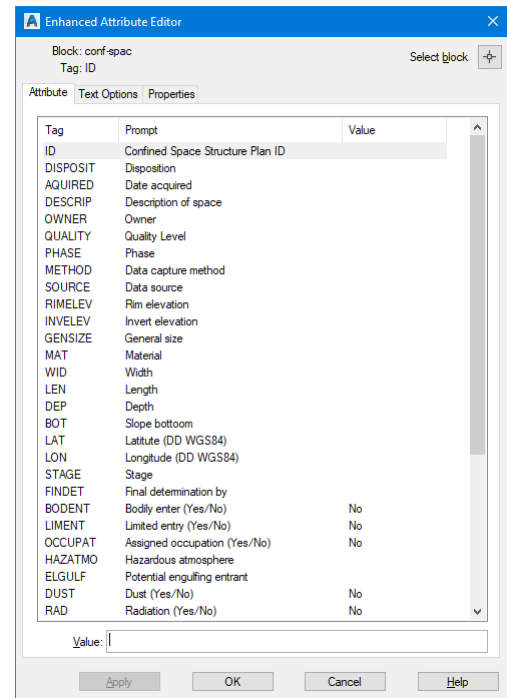 Enhanced Attribute Editor
Block: conf-spac
Tag: ID
Select block
Attribute Text Options Properties
Tag Prompt Value
ID Confined Space Structure Plan ID
DISPOSIT Disposition
AQUIRED Date acquired
DESCRIP Description of space
OWNER Owner
QUALITY Quality Level
PHASE Phase
METHOD Data capture method
SOURCE Data source
RIMELEV Rim elevation
INVELEV Invert elevation
GENSIZE General size
MAT Material
WID Width
LEN Length
DEP Depth
BOT Slope bottoom
LAT Latitute (DD WGS84)
LON Longitude (DD WGS84)
STAGE Stage
FINDET Final determination by
BODENT Bodily enter (Yes/No) No
LIMENT Limited entry (Yes/No) No
OCCUPAT Assigned occupation (Yes/No) No
HAZATMO Hazardous atmosphere
ELGULF Potential engulfing entrant
DUST Dust (Yes/No) No
RAD Radiation (Yes/No) No
Value:
Apply OK Cancel Help